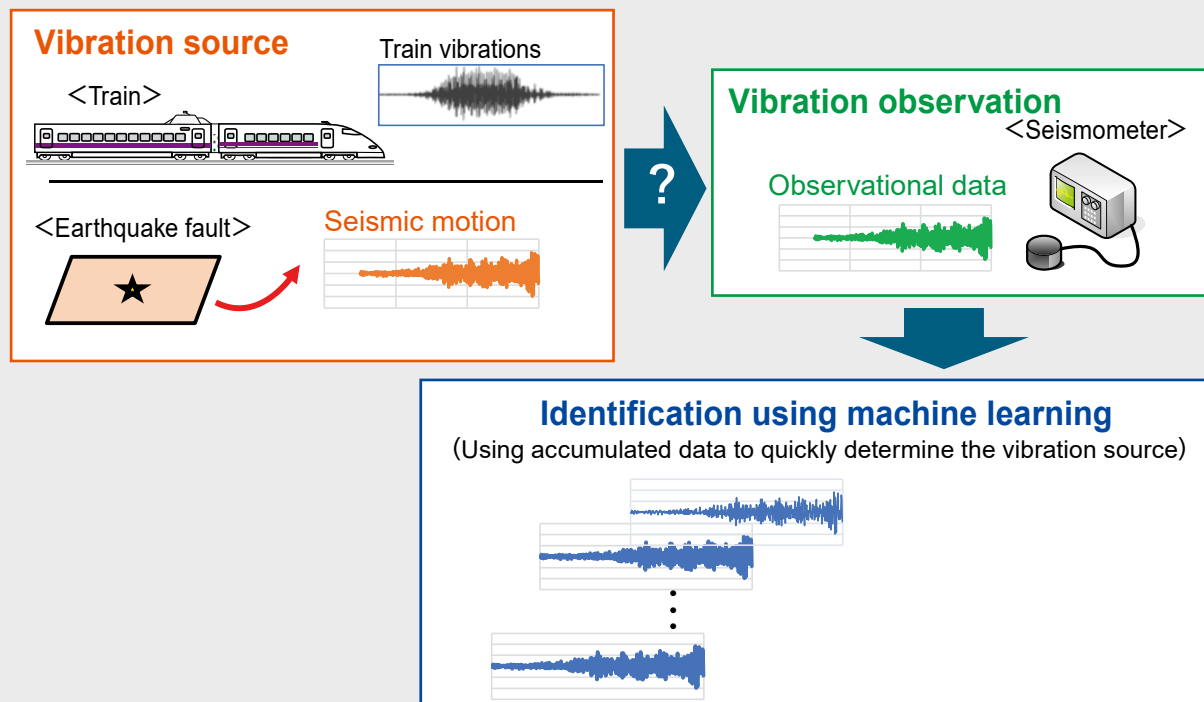 Vibration source
Train vibrations
<Train>
<Earthquake fault>
Seismic motion
?
Vibration observation
<Seismometer>
Observational data
Identification using machine learning
(Using accumulated data to quickly determine the vibration source)